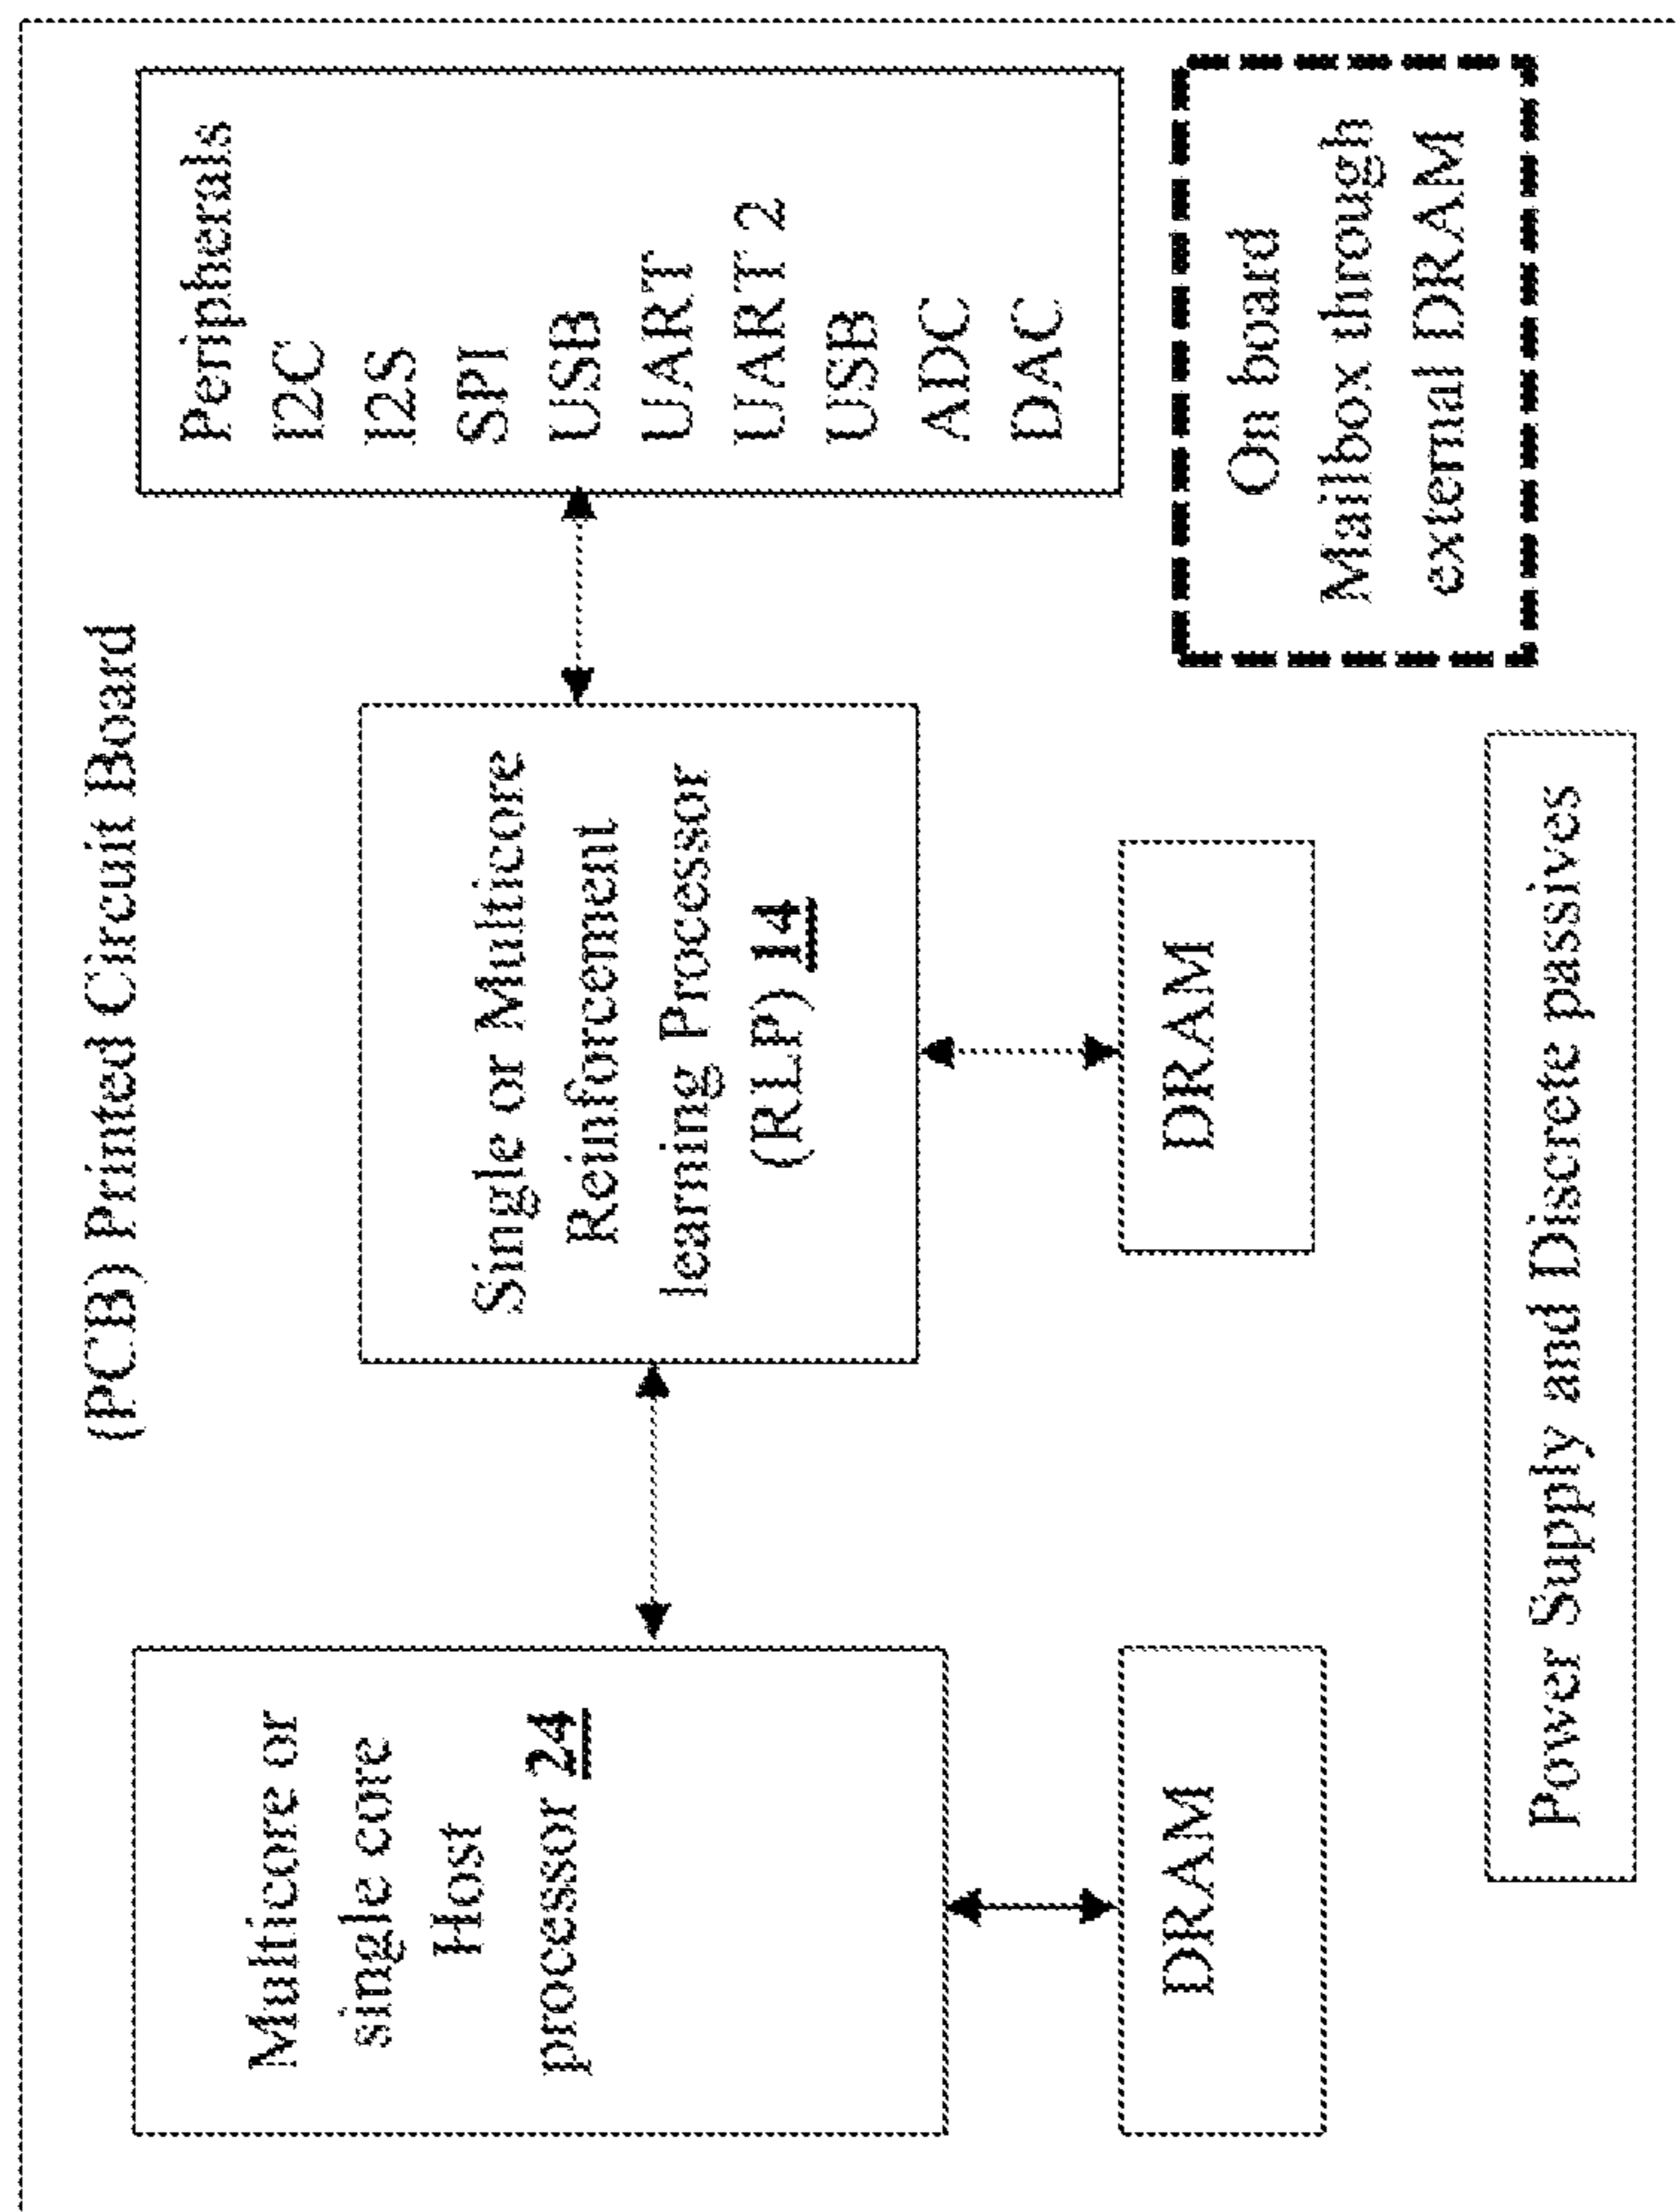 (PCB) Printed Circuit Board
Multicore or
single core
Host
processor 24
Single or Multicore
Reinforcement
learning Processor
(RLP) 14
Peripherals
I2C
I2S
SPI
USB
UART
UART 2
USB
ADC
DAC
DRAM
DRAM
On board
Mailbox through
external DRAM
Power Supply and Discrete passives